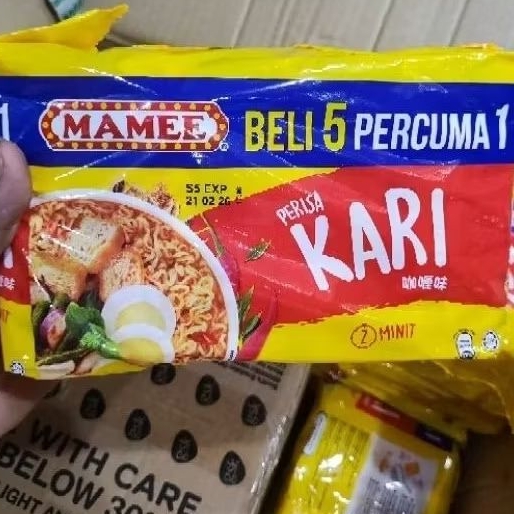 MAMEE
BELI 5 PERCUMA 1
S5 EXP
21 02 26
PERISA
KARI
咖喱味
2 MINIT
WITH CARE
BELOW 30